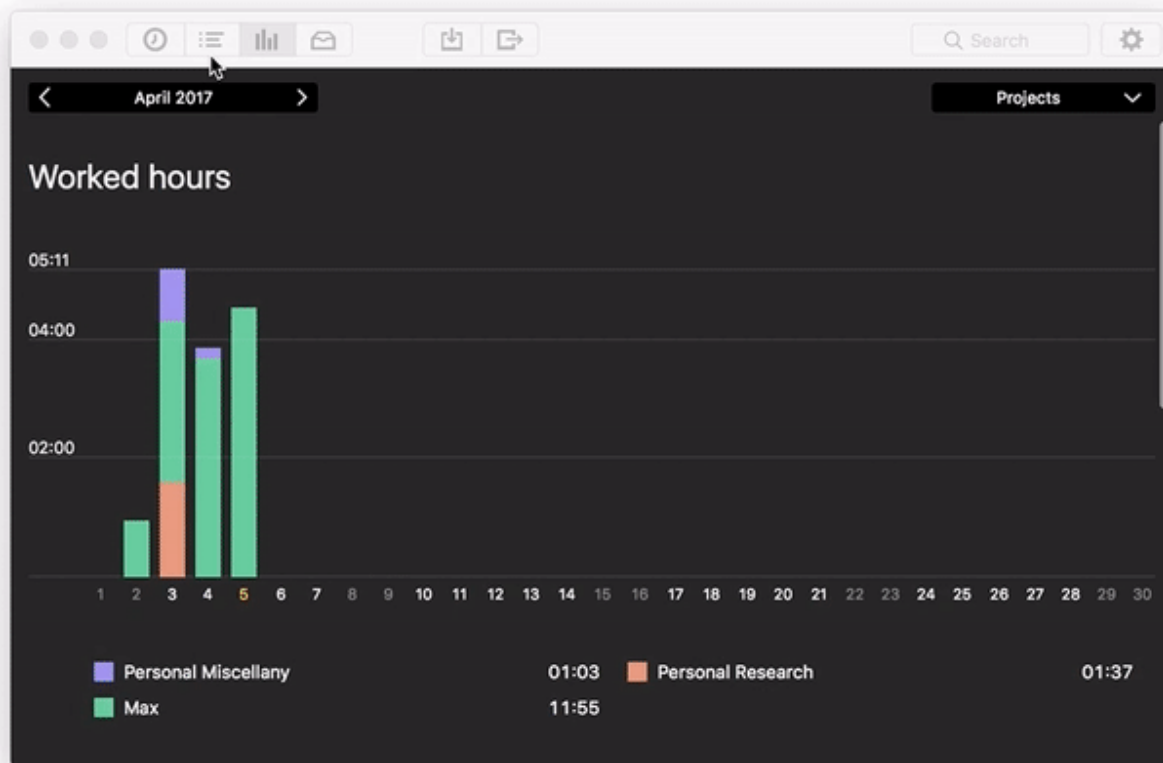 Search
April 2017
Projects
Worked hours
05:11
04:00
02:00
1 2 3 4 5 6 7 8 9 10 11 12 13 14 15 16 17 18 19 20 21 22 23 24 25 26 27 28 29 30
Personal Miscellany 01:03 Personal Research 01:37
Max 11:55